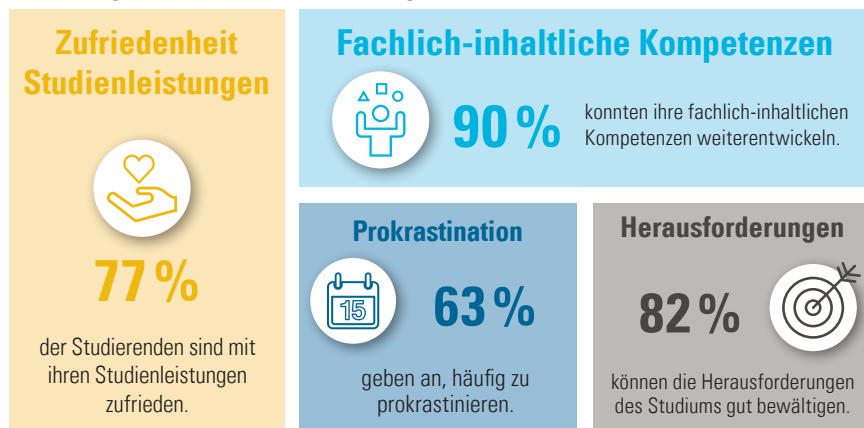 Zufriedenheit
Studienleistungen
77 %
der Studierenden sind mit
ihren Studienleistungen
zufrieden.
Fachlich-inhaltliche Kompetenzen
90 %
konnten ihre fachlich-inhaltlichen
Kompetenzen weiterentwickeln.
Prokrastination
15
63 %
geben an, häufig zu
prokrastinieren.
Herausforderungen
82 %
können die Herausforderungen
des Studiums gut bewältigen.